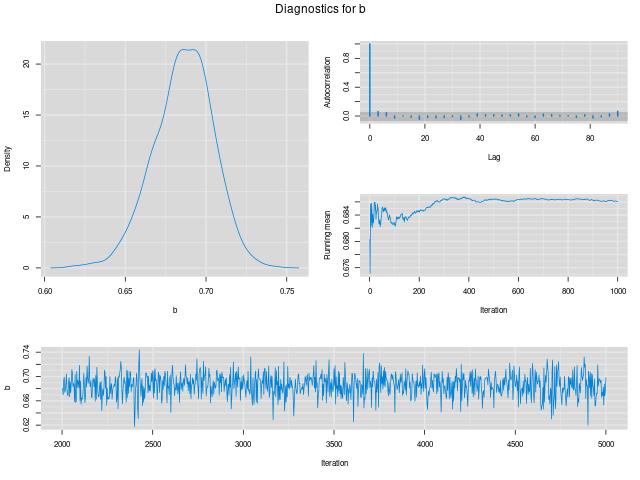 Diagnostics for b
Density
20
15
10
5
0
0.60 0.65 0.70 0.75
b
Autocorrelation
0.8
0.4
0.0
0 20 40 60 80
Lag
Running mean
0.684
0.680
0.676
0 200 400 600 800 1000
Iteration
b
0.74
0.70
0.66
0.62
2000 2500 3000 3500 4000 4500 5000
Iteration